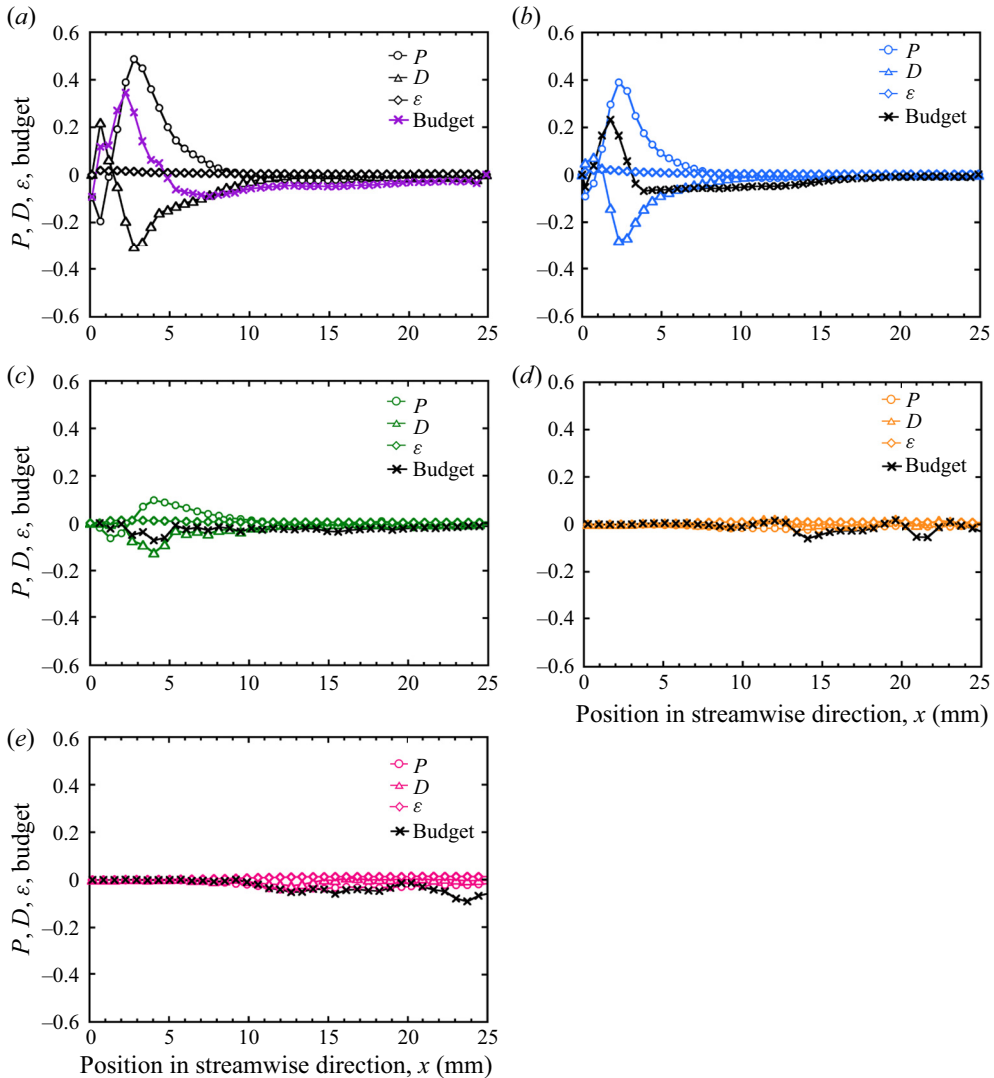 (a)
(b)
0.6
0.4
0.2
0
–0.2
–0.4
–0.6
P, D, ε, budget
P
D
ε
Budget
0 5 10 15 20 25
0.6
0.4
0.2
0
–0.2
–0.4
–0.6
P
D
ε
Budget
0 5 10 15 20 25
(c)
(d)
0.6
0.4
0.2
0
–0.2
–0.4
–0.6
P, D, ε, budget
P
D
ε
Budget
0 5 10 15 20 25
0.6
0.4
0.2
0
–0.2
–0.4
–0.6
P
D
ε
Budget
0 5 10 15 20 25
Position in streamwise direction, x (mm)
(e)
0.6
0.4
0.2
0
–0.2
–0.4
–0.6
P, D, ε, budget
P
D
ε
Budget
0 5 10 15 20 25
Position in streamwise direction, x (mm)